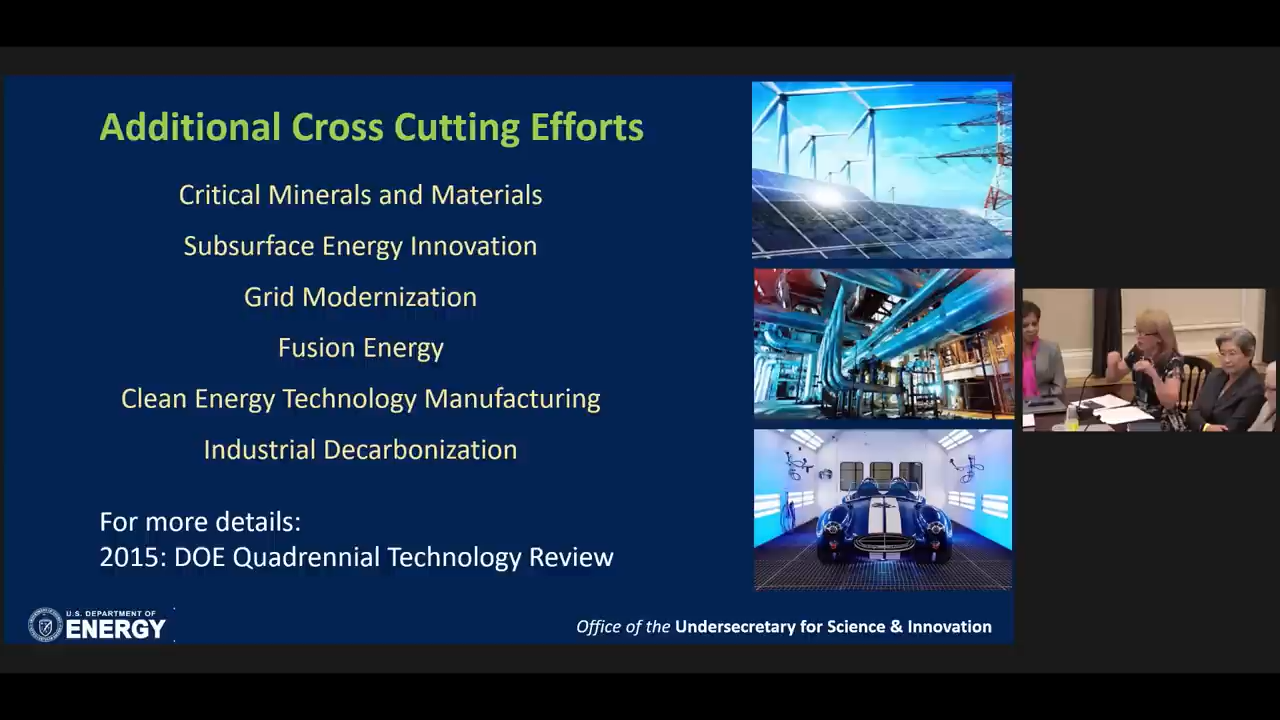 Additional Cross Cutting Efforts
Critical Minerals and Materials
Subsurface Energy Innovation
Grid Modernization
Fusion Energy
Clean Energy Technology Manufacturing
Industrial Decarbonization
For more details:
2015: DOE Quadrennial Technology Review
U.S. DEPARTMENT OF
ENERGY
Office of the Undersecretary for Science & Innovation